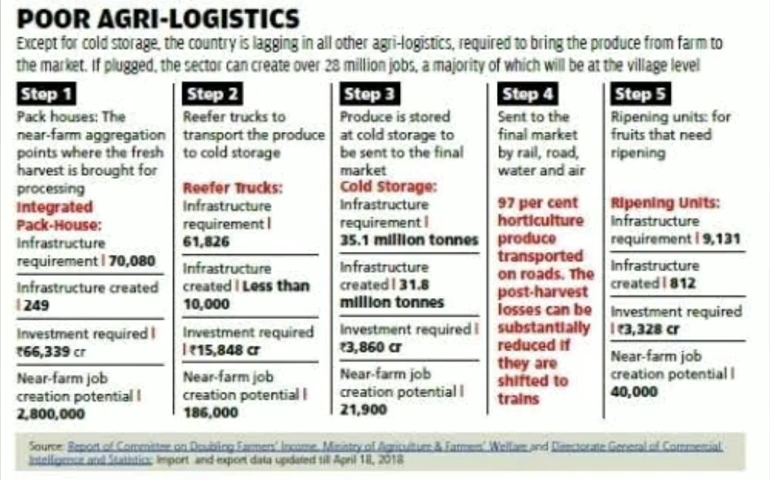 POOR AGRI-LOGISTICS
Except for cold storage, the country is lagging in all other agri-logistics, required to bring the produce from farm to
the market. If plugged, the sector can create over 28 million jobs, a majority of which will be at the village level
Step 1
Pack houses: The
near-farm aggregation
points where the fresh
harvest is brought for
processing
Integrated
Pack-House:
Infrastructure
requirement | 70,080
Infrastructure created
| 249
Investment required |
₹66,339 cr
Near-farm job
creation potential |
2,800,000
Step 2
Reefer trucks to
transport the produce
to cold storage
Reefer Trucks:
Infrastructure
requirement |
61,826
Infrastructure
created | Less than
10,000
Investment required
| ₹15,848 cr
Near-farm job
creation potential |
186,000
Step 3
Produce is stored
at cold storage to
be sent to the final
market
Cold Storage:
Infrastructure
requirement |
35.1 million tonnes
Infrastructure
created | 31.8
million tonnes
Investment required |
₹3,860 cr
Near-farm job
creation potential |
21,900
Step 4
Sent to the
final market
by rail, road,
water and air
97 per cent
horticulture
produce
transported
on roads. The
post-harvest
losses can be
substantially
reduced if
they are
shifted to
trains
Step 5
Ripening units: for
fruits that need
ripening
Ripening Units:
Infrastructure
requirement | 9,131
Infrastructure
created | 812
Investment required
| ₹3,328 cr
Near-farm job
creation potential |
40,000
Source: Report of Committee on Doubling Farmers' Income, Ministry of Agriculture & Farmers' Welfare and Directorate General of Commercial
Intelligence and Statistics; Import and export data updated till April 18, 2018